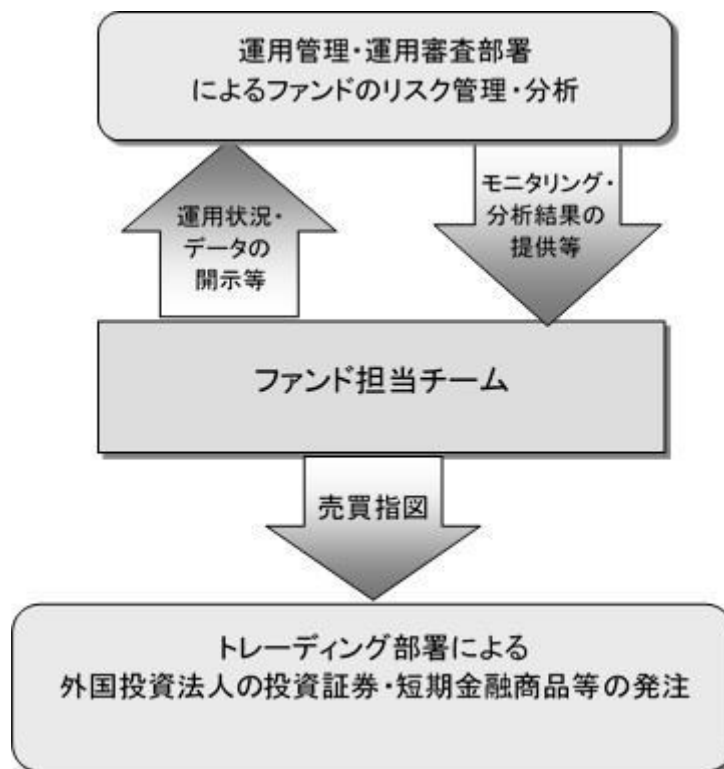 運用管理・運用審査部署
によるファンドのリスク管理・分析
運用状況・
データの
開示等
モニタリング・
分析結果の
提供等
ファンド担当チーム
売買指図
トレーディング部署による
外国投資法人の投資証券・短期金融商品等の発注